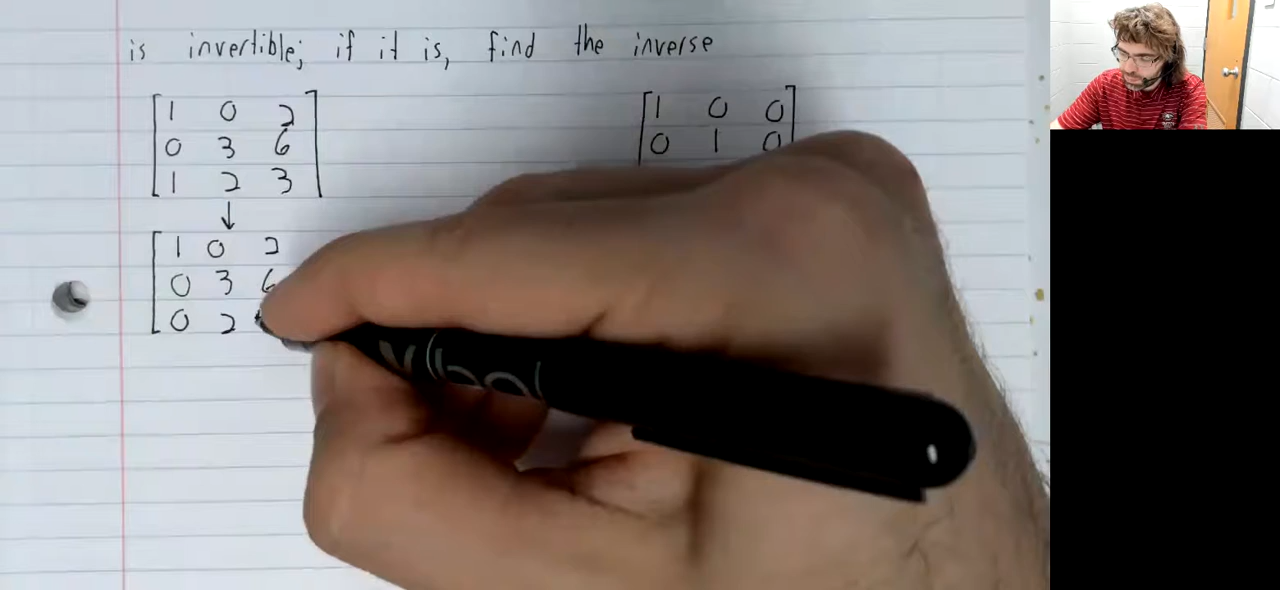 is invertible; if it is, find the inverse
1 0 2
0 3 6
1 2 3
1 0 0
0 1 0
↓
1 0 2
0 3 6
0 2